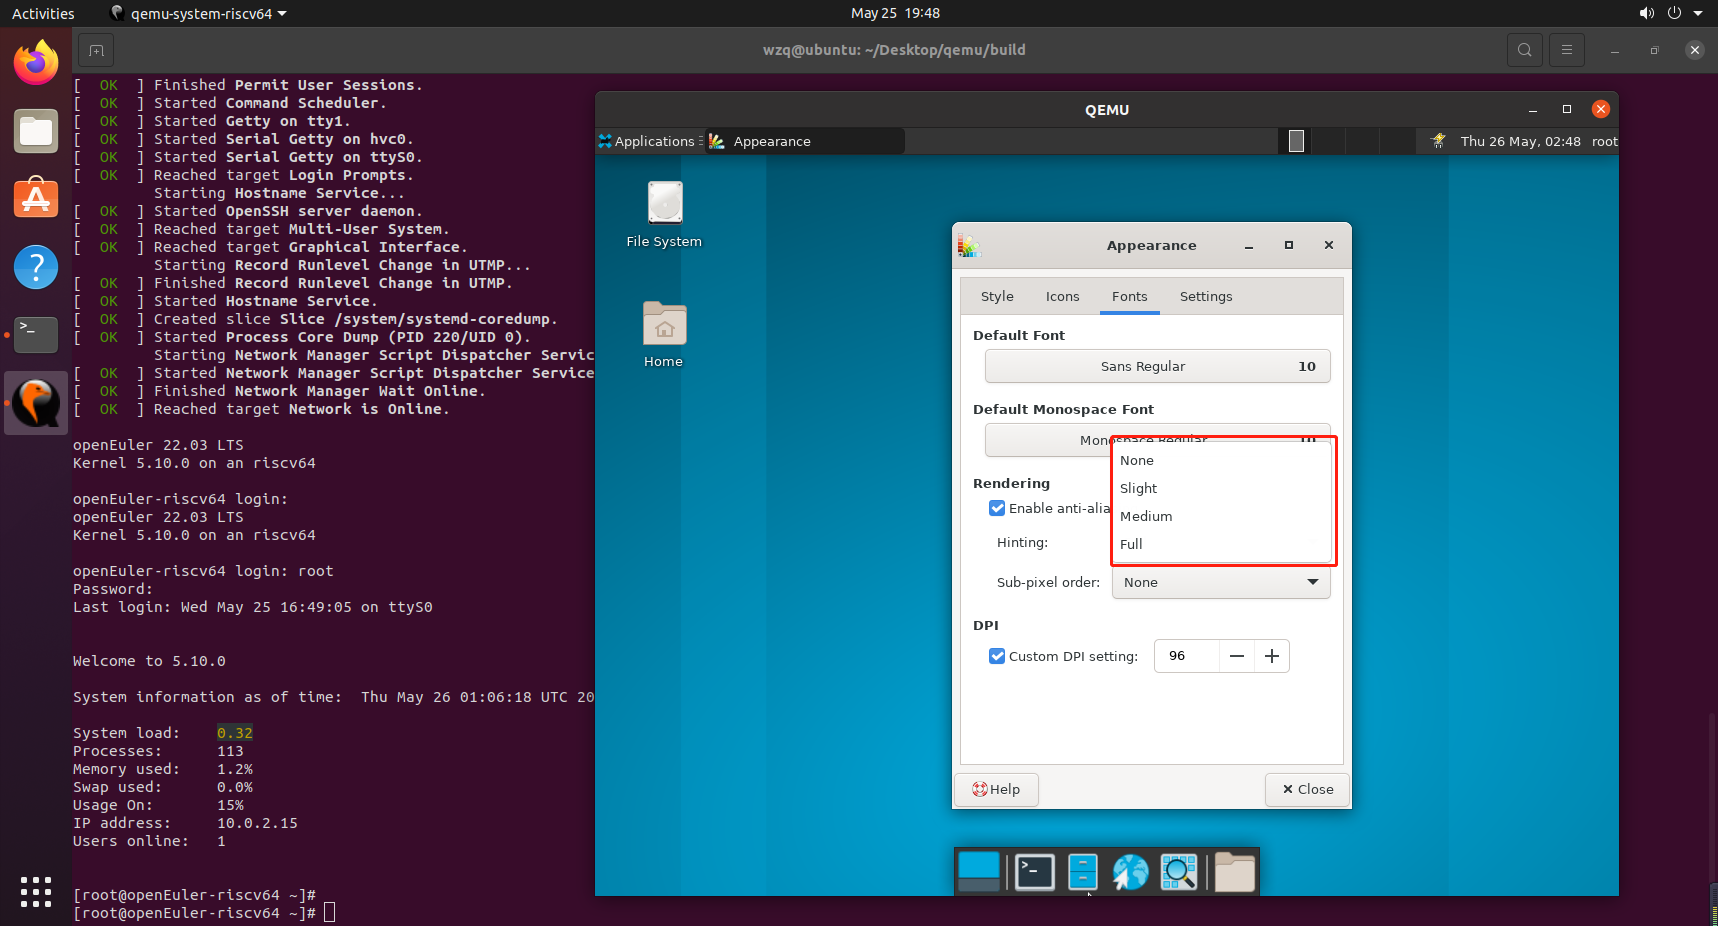 Activities
qemu-system-riscv64
May 25 19:48
wzq@ubuntu: ~/Desktop/qemu/build
[ OK ] Finished Permit User Sessions.
[ OK ] Started Command Scheduler.
[ OK ] Started Getty on tty1.
[ OK ] Started Serial Getty on hvc0.
[ OK ] Started Serial Getty on ttyS0.
[ OK ] Reached target Login Prompts.
Starting Hostname Service...
[ OK ] Started OpenSSH server daemon.
[ OK ] Reached target Multi-User System.
[ OK ] Reached target Graphical Interface.
Starting Record Runlevel Change in UTMP...
[ OK ] Finished Record Runlevel Change in UTMP.
[ OK ] Started Hostname Service.
[ OK ] Created slice Slice /system/systemd-coredump.
[ OK ] Started Process Core Dump (PID 220/UID 0).
Starting Network Manager Script Dispatcher Servic
[ OK ] Started Network Manager Script Dispatcher Service
[ OK ] Finished Network Manager Wait Online.
[ OK ] Reached target Network is Online.
openEuler 22.03 LTS
Kernel 5.10.0 on an riscv64
openEuler-riscv64 login:
openEuler 22.03 LTS
Kernel 5.10.0 on an riscv64
openEuler-riscv64 login: root
Password:
Last login: Wed May 25 16:49:05 on ttyS0
Welcome to 5.10.0
System information as of time: Thu May 26 01:06:18 UTC 20
System load: 0.32
Processes: 113
Memory used: 1.2%
Swap used: 0.0%
Usage On: 15%
IP address: 10.0.2.15
Users online: 1
[root@openEuler-riscv64 ~]#
[root@openEuler-riscv64 ~]#
QEMU
Applications
Appearance
Thu 26 May, 02:48 root
File System
Home
Appearance
Style Icons Fonts Settings
Default Font
Sans Regular 10
Default Monospace Font
Monospace Regular 10
Rendering
Enable anti-alia
Hinting:
None
Slight
Medium
Full
Sub-pixel order: None
DPI
Custom DPI setting: 96
Help
Close